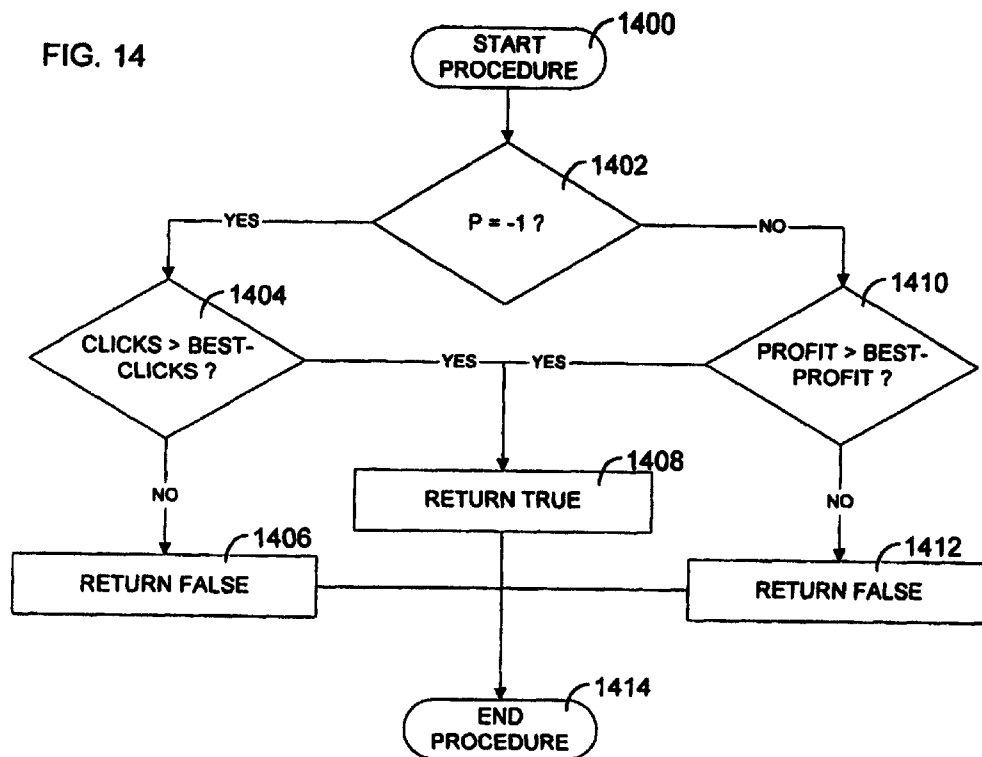 FIG. 14
1400
START
PROCEDURE
1402
P = -1 ?
YES
NO
1404
CLICKS > BEST-
CLICKS ?
1410
PROFIT > BEST-
PROFIT ?
YES
YES
NO
1408
RETURN TRUE
NO
1406
RETURN FALSE
1412
RETURN FALSE
1414
END
PROCEDURE